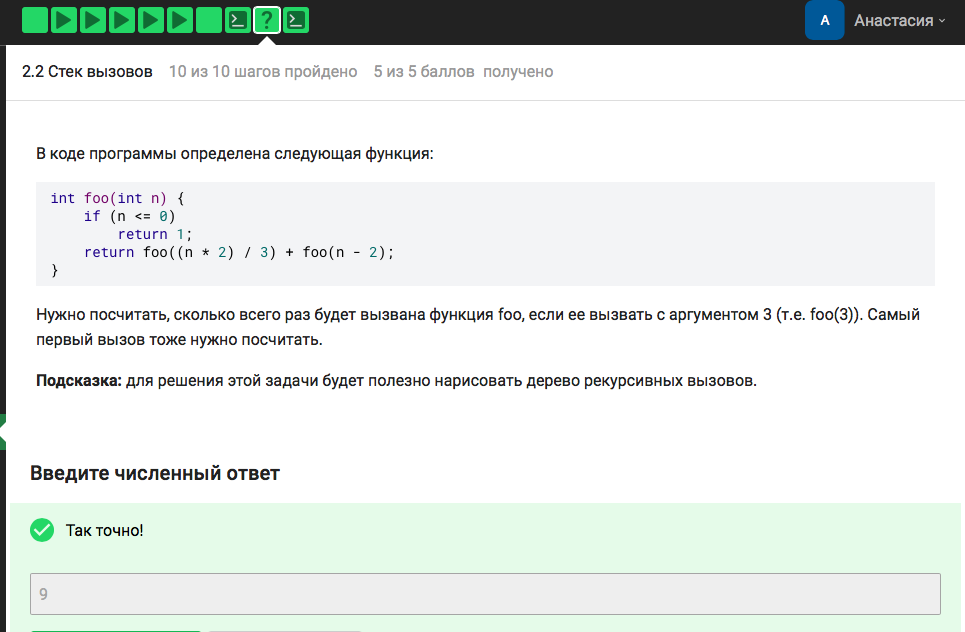 А Анастасия
2.2 Стек вызовов 10 из 10 шагов пройдено 5 из 5 баллов получено
В коде программы определена следующая функция:
int foo(int n) {
    if (n <= 0)
        return 1;
    return foo((n * 2) / 3) + foo(n - 2);
}
Нужно посчитать, сколько всего раз будет вызвана функция foo, если ее вызвать с аргументом 3 (т.е. foo(3)). Самый
первый вызов тоже нужно посчитать.
Подсказка: для решения этой задачи будет полезно нарисовать дерево рекурсивных вызовов.
Введите численный ответ
Так точно!
9